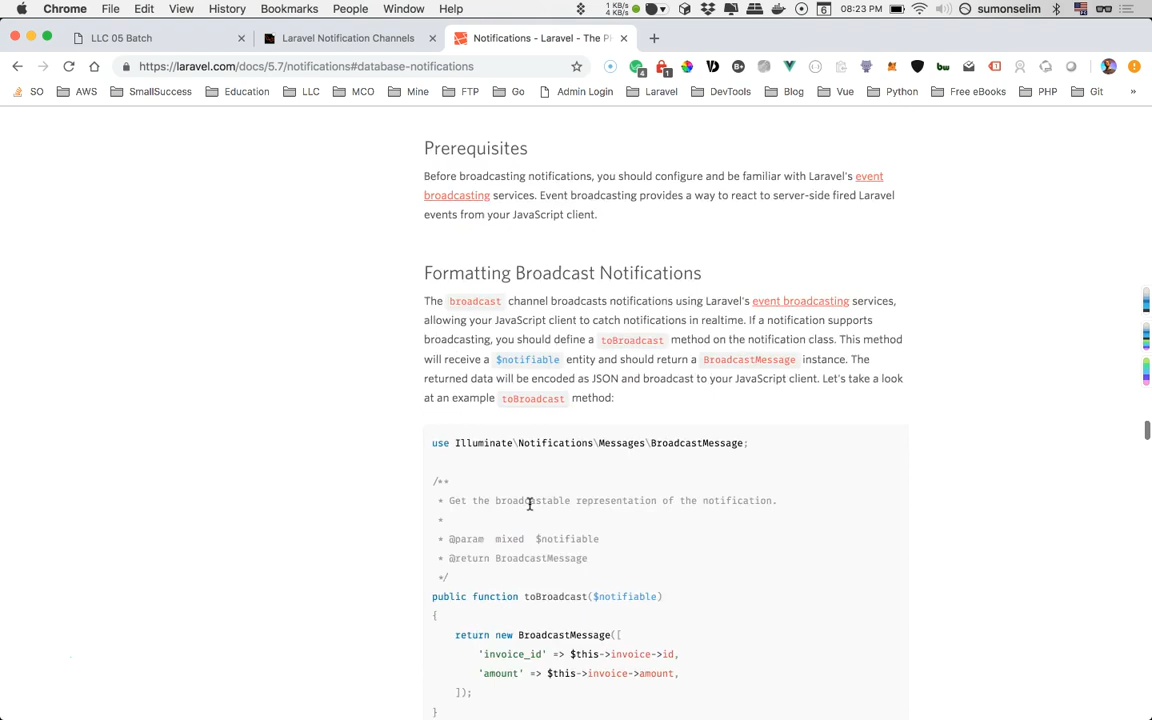 Chrome File Edit View History Bookmarks People Window Help 1 KB/s 4 KB/s 6 08:23 PM sumonselim
LLC 05 Batch × Laravel Notification Channels × Notifications - Laravel - The P ×
https://laravel.com/docs/5.7/notifications#database-notifications
SO AWS SmallSuccess Education LLC MCO Mine FTP Go Admin Login Laravel DevTools Blog Vue Python Free eBooks PHP Git »
Prerequisites
Before broadcasting notifications, you should configure and be familiar with Laravel's event
broadcasting services. Event broadcasting provides a way to react to server-side fired Laravel
events from your JavaScript client.
Formatting Broadcast Notifications
The broadcast channel broadcasts notifications using Laravel's event broadcasting services,
allowing your JavaScript client to catch notifications in realtime. If a notification supports
broadcasting, you should define a toBroadcast method on the notification class. This method
will receive a $notifiable entity and should return a BroadcastMessage instance. The
returned data will be encoded as JSON and broadcast to your JavaScript client. Let's take a look
at an example toBroadcast method:
use Illuminate\Notifications\Messages\BroadcastMessage;
/**
* Get the broadcastable representation of the notification.
*
* @param mixed $notifiable
* @return BroadcastMessage
*/
public function toBroadcast($notifiable)
{
return new BroadcastMessage([
'invoice_id' => $this->invoice->id,
'amount' => $this->invoice->amount,
]);
}